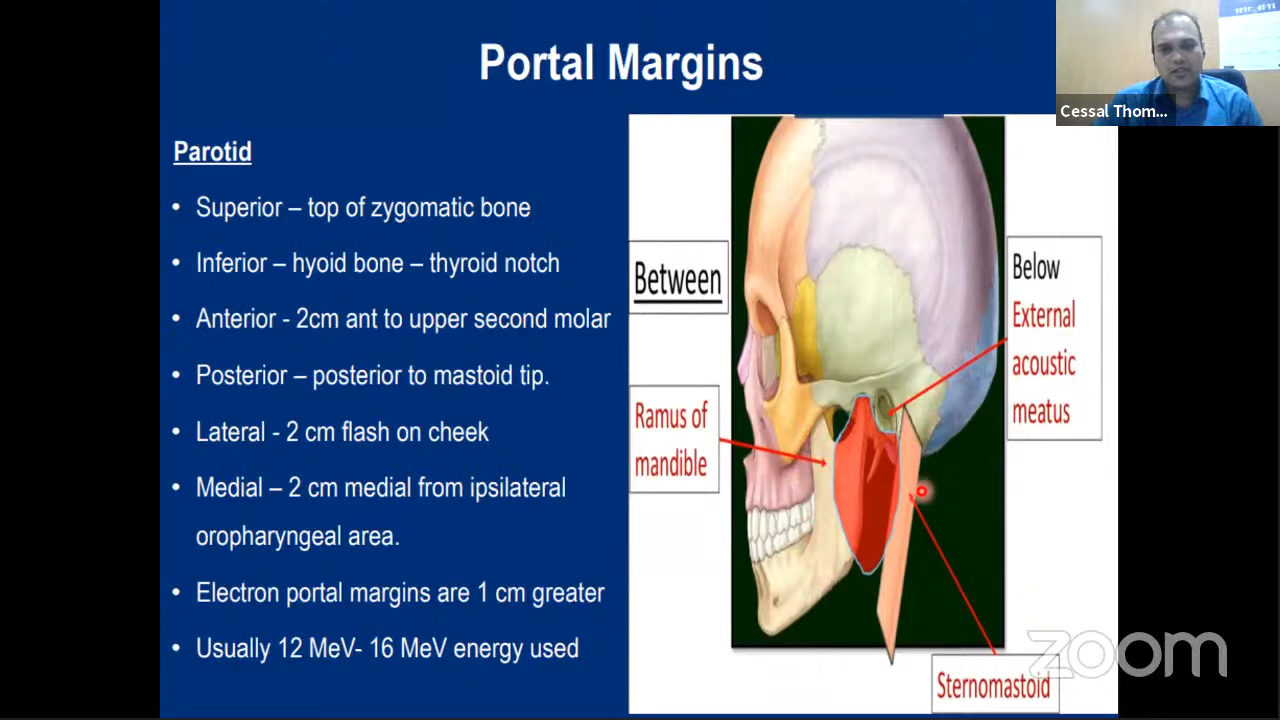 Portal Margins
Cessal Thom...
Parotid
• Superior – top of zygomatic bone
• Inferior – hyoid bone – thyroid notch
• Anterior - 2cm ant to upper second molar
• Posterior – posterior to mastoid tip.
• Lateral - 2 cm flash on cheek
• Medial – 2 cm medial from ipsilateral
oropharyngeal area.
• Electron portal margins are 1 cm greater
• Usually 12 MeV- 16 MeV energy used
Between
Ramus of
mandible
Below
External
acoustic
meatus
Sternomastoid
zoom